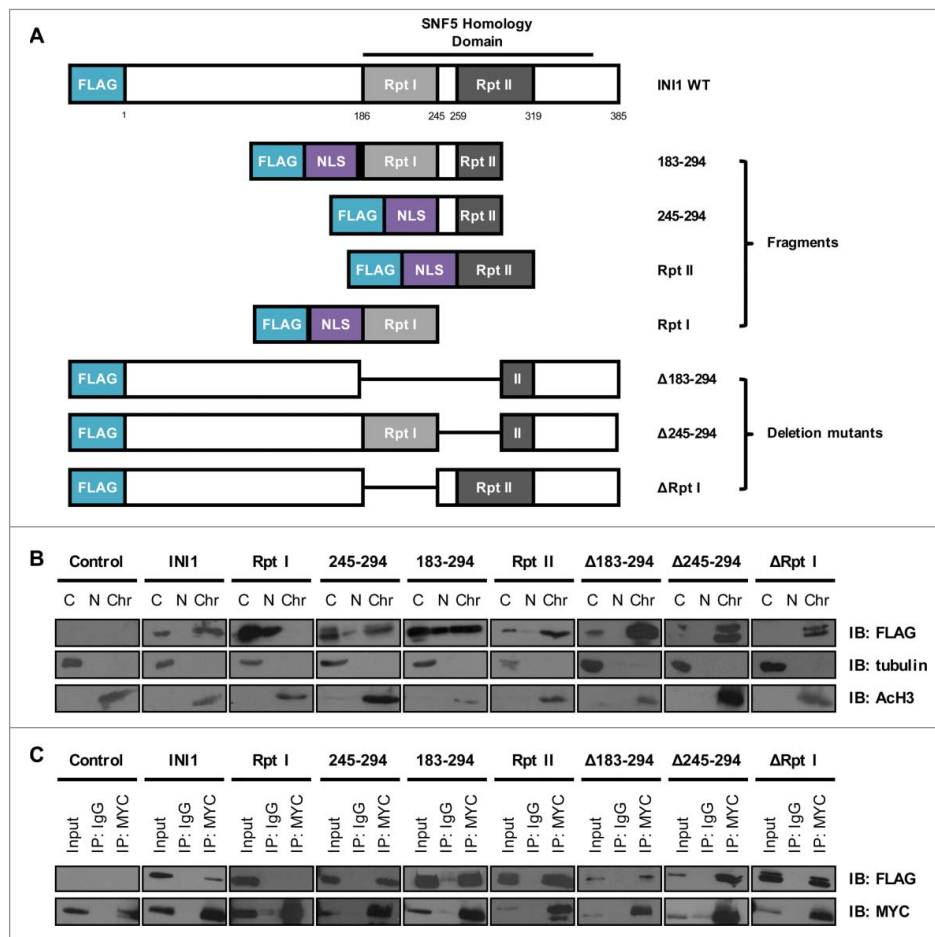 A
SNF5 Homology
Domain
FLAG Rpt I Rpt II INI1 WT
1 186 245 259 319 385
FLAG NLS Rpt I Rpt II 183-294
FLAG NLS Rpt II 245-294
Fragments
FLAG NLS Rpt II Rpt II
FLAG NLS Rpt I Rpt I
FLAG II Δ183-294
FLAG Rpt I II Δ245-294
Deletion mutants
FLAG Rpt II ΔRpt I
B
Control INI1 Rpt I 245-294 183-294 Rpt II Δ183-294 Δ245-294 ΔRpt I
C N Chr C N Chr C N Chr C N Chr C N Chr C N Chr C N Chr C N Chr C N Chr
IB: FLAG
IB: tubulin
IB: AcH3
C
Control INI1 Rpt I 245-294 183-294 Rpt II Δ183-294 Δ245-294 ΔRpt I
Input IP: IgG IP: MYC Input IP: IgG IP: MYC Input IP: IgG IP: MYC Input IP: IgG IP: MYC Input IP: IgG IP: MYC Input IP: IgG IP: MYC Input IP: IgG IP: MYC Input IP: IgG IP: MYC Input IP: IgG IP: MYC
IB: FLAG
IB: MYC